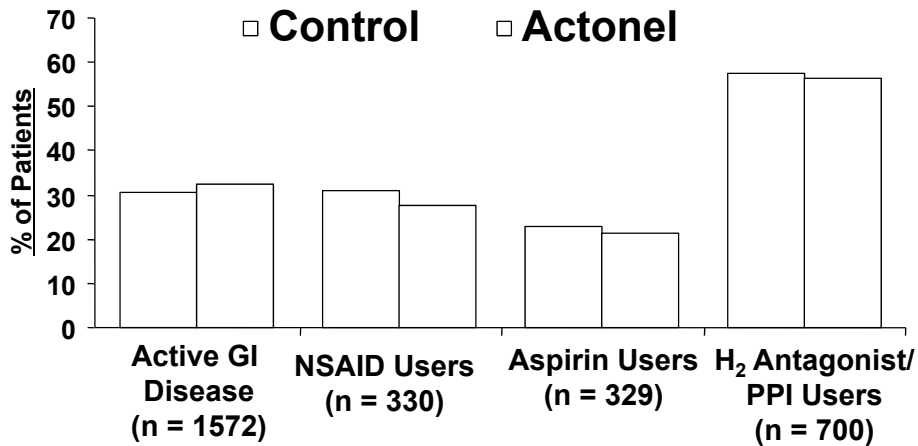 Control Actonel
% of Patients
70
60
50
40
30
20
10
0
Active GI
Disease
(n = 1572)
NSAID Users
(n = 330)
Aspirin Users
(n = 329)
H₂ Antagonist/
PPI Users
(n = 700)